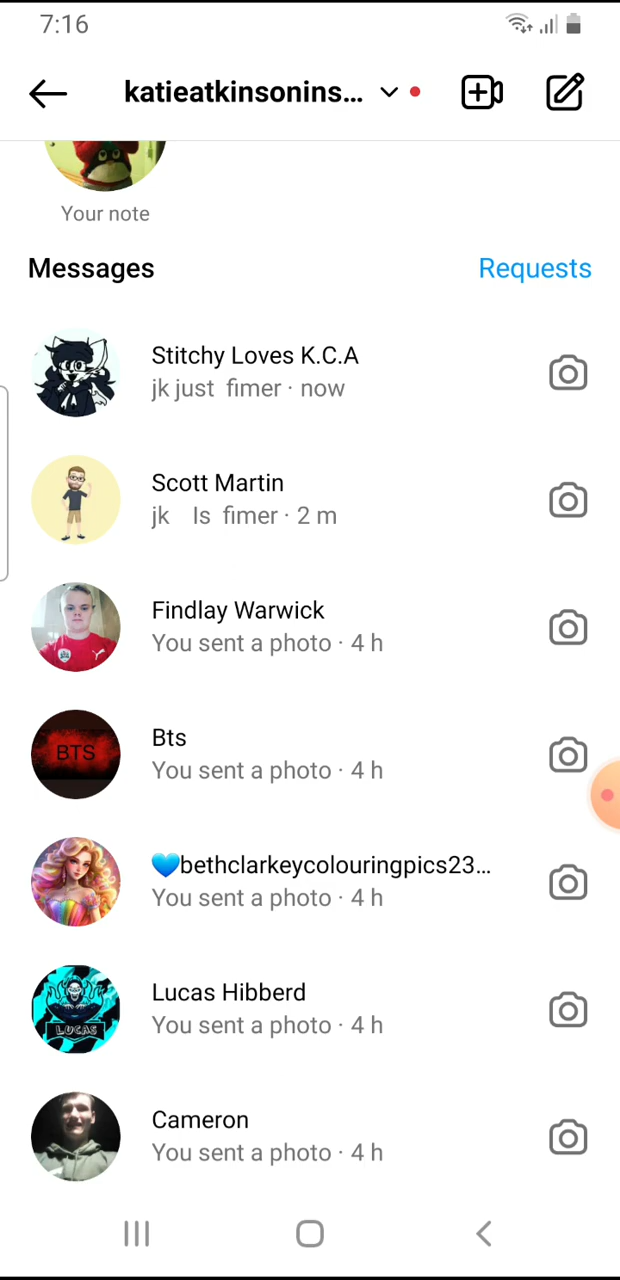 7:16
katieatkinsonins...
Your note
Messages
Requests
Stitchy Loves K.C.A
jk just fimer · now
Scott Martin
jk Is fimer · 2 m
Findlay Warwick
You sent a photo · 4 h
BTS
Bts
You sent a photo · 4 h
💙bethclarkeycolouringpics23...
You sent a photo · 4 h
LUCAS
Lucas Hibberd
You sent a photo · 4 h
Cameron
You sent a photo · 4 h